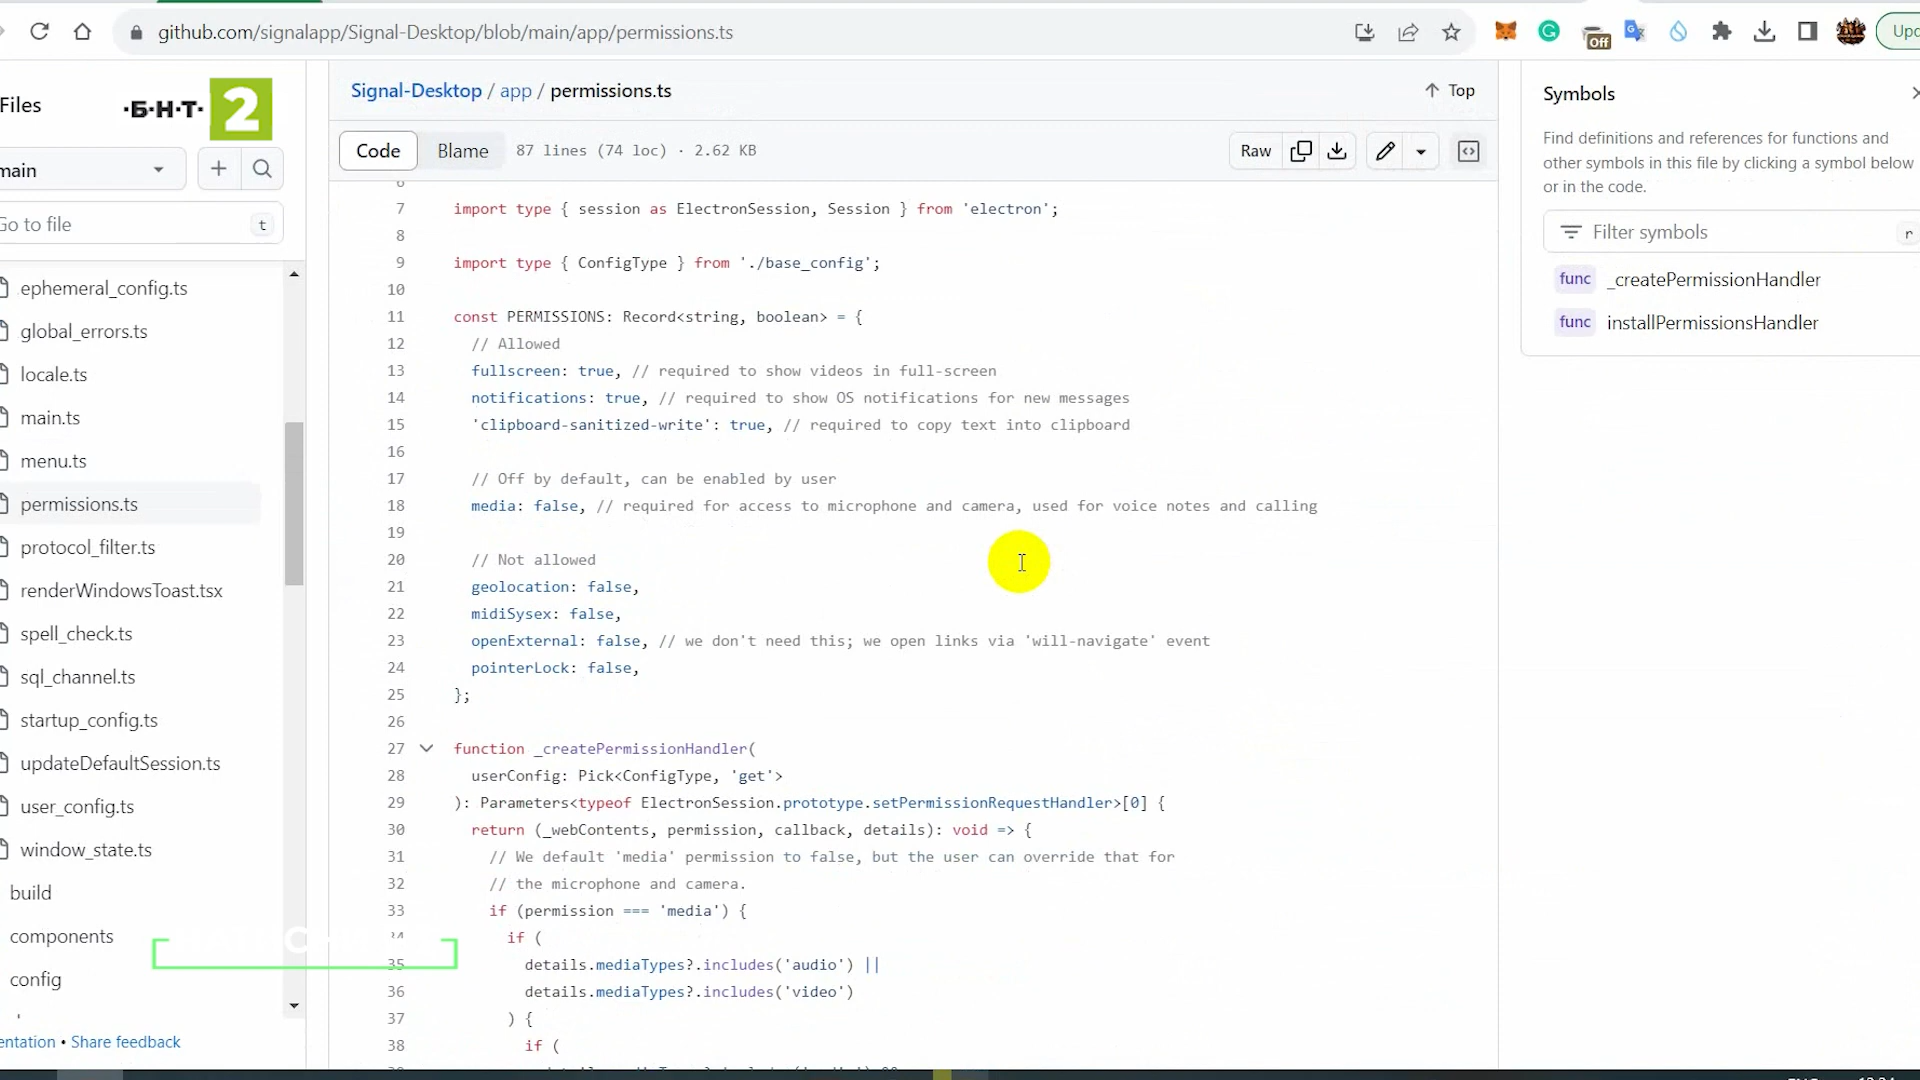 github.com/signalapp/Signal-Desktop/blob/main/app/permissions.ts
Off
Files
·Б·Н·Т· 2
main
Go to file
t
ephemeral_config.ts
global_errors.ts
locale.ts
main.ts
menu.ts
permissions.ts
protocol_filter.ts
renderWindowsToast.tsx
spell_check.ts
sql_channel.ts
startup_config.ts
updateDefaultSession.ts
user_config.ts
window_state.ts
build
components
config
Share feedback
Signal-Desktop / app / permissions.ts
Top
Code
Blame
87 lines (74 loc) · 2.62 KB
Raw
6
7 import type { session as ElectronSession, Session } from 'electron';
8
9 import type { ConfigType } from './base_config';
10
11 const PERMISSIONS: Record<string, boolean> = {
12 // Allowed
13 fullscreen: true, // required to show videos in full-screen
14 notifications: true, // required to show OS notifications for new messages
15 'clipboard-sanitized-write': true, // required to copy text into clipboard
16
17 // Off by default, can be enabled by user
18 media: false, // required for access to microphone and camera, used for voice notes and calling
19
20 // Not allowed
21 geolocation: false,
22 midiSysex: false,
23 openExternal: false, // we don't need this; we open links via 'will-navigate' event
24 pointerLock: false,
25 };
26
27 function _createPermissionHandler(
28 userConfig: Pick<ConfigType, 'get'>
29 ): Parameters<typeof ElectronSession.prototype.setPermissionRequestHandler>[0] {
30 return (_webContents, permission, callback, details): void => {
31 // We default 'media' permission to false, but the user can override that for
32 // the microphone and camera.
33 if (permission === 'media') {
34 if (
35 details.mediaTypes?.includes('audio') ||
36 details.mediaTypes?.includes('video')
37 ) {
38 if (
Symbols
Find definitions and references for functions and
other symbols in this file by clicking a symbol below
or in the code.
Filter symbols
r
func _createPermissionHandler
func installPermissionsHandler